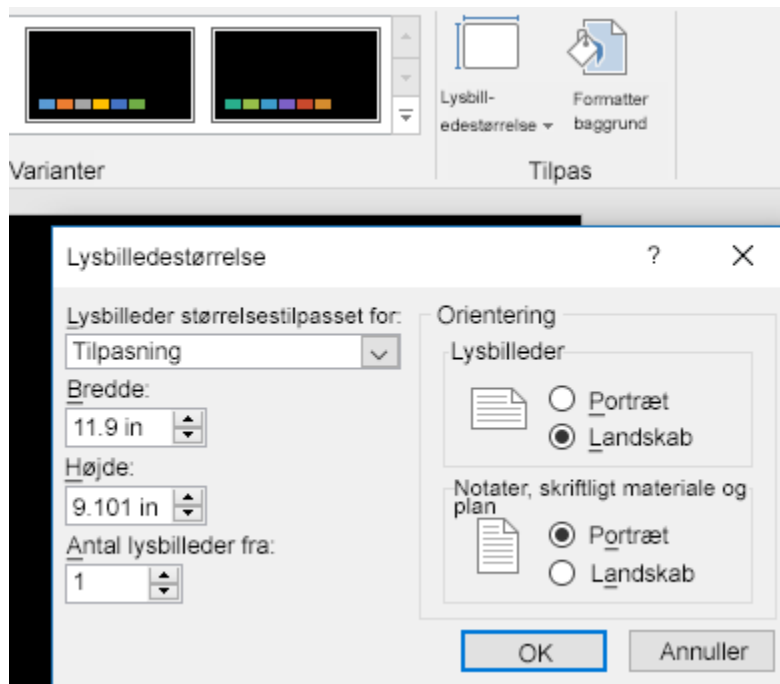 Lysbill-
edestørrelse
Formatter
baggrund
Varianter
Tilpas
Lysbilledestørrelse
?
Lysbilleder størrelsestilpasset for:
Tilpasning
Bredde:
11.9 in
Højde:
9.101 in
Antal lysbilleder fra:
1
Orientering
Lysbilleder
Portræt
Landskab
Notater, skriftligt materiale og
plan
Portræt
Landskab
OK
Annuller